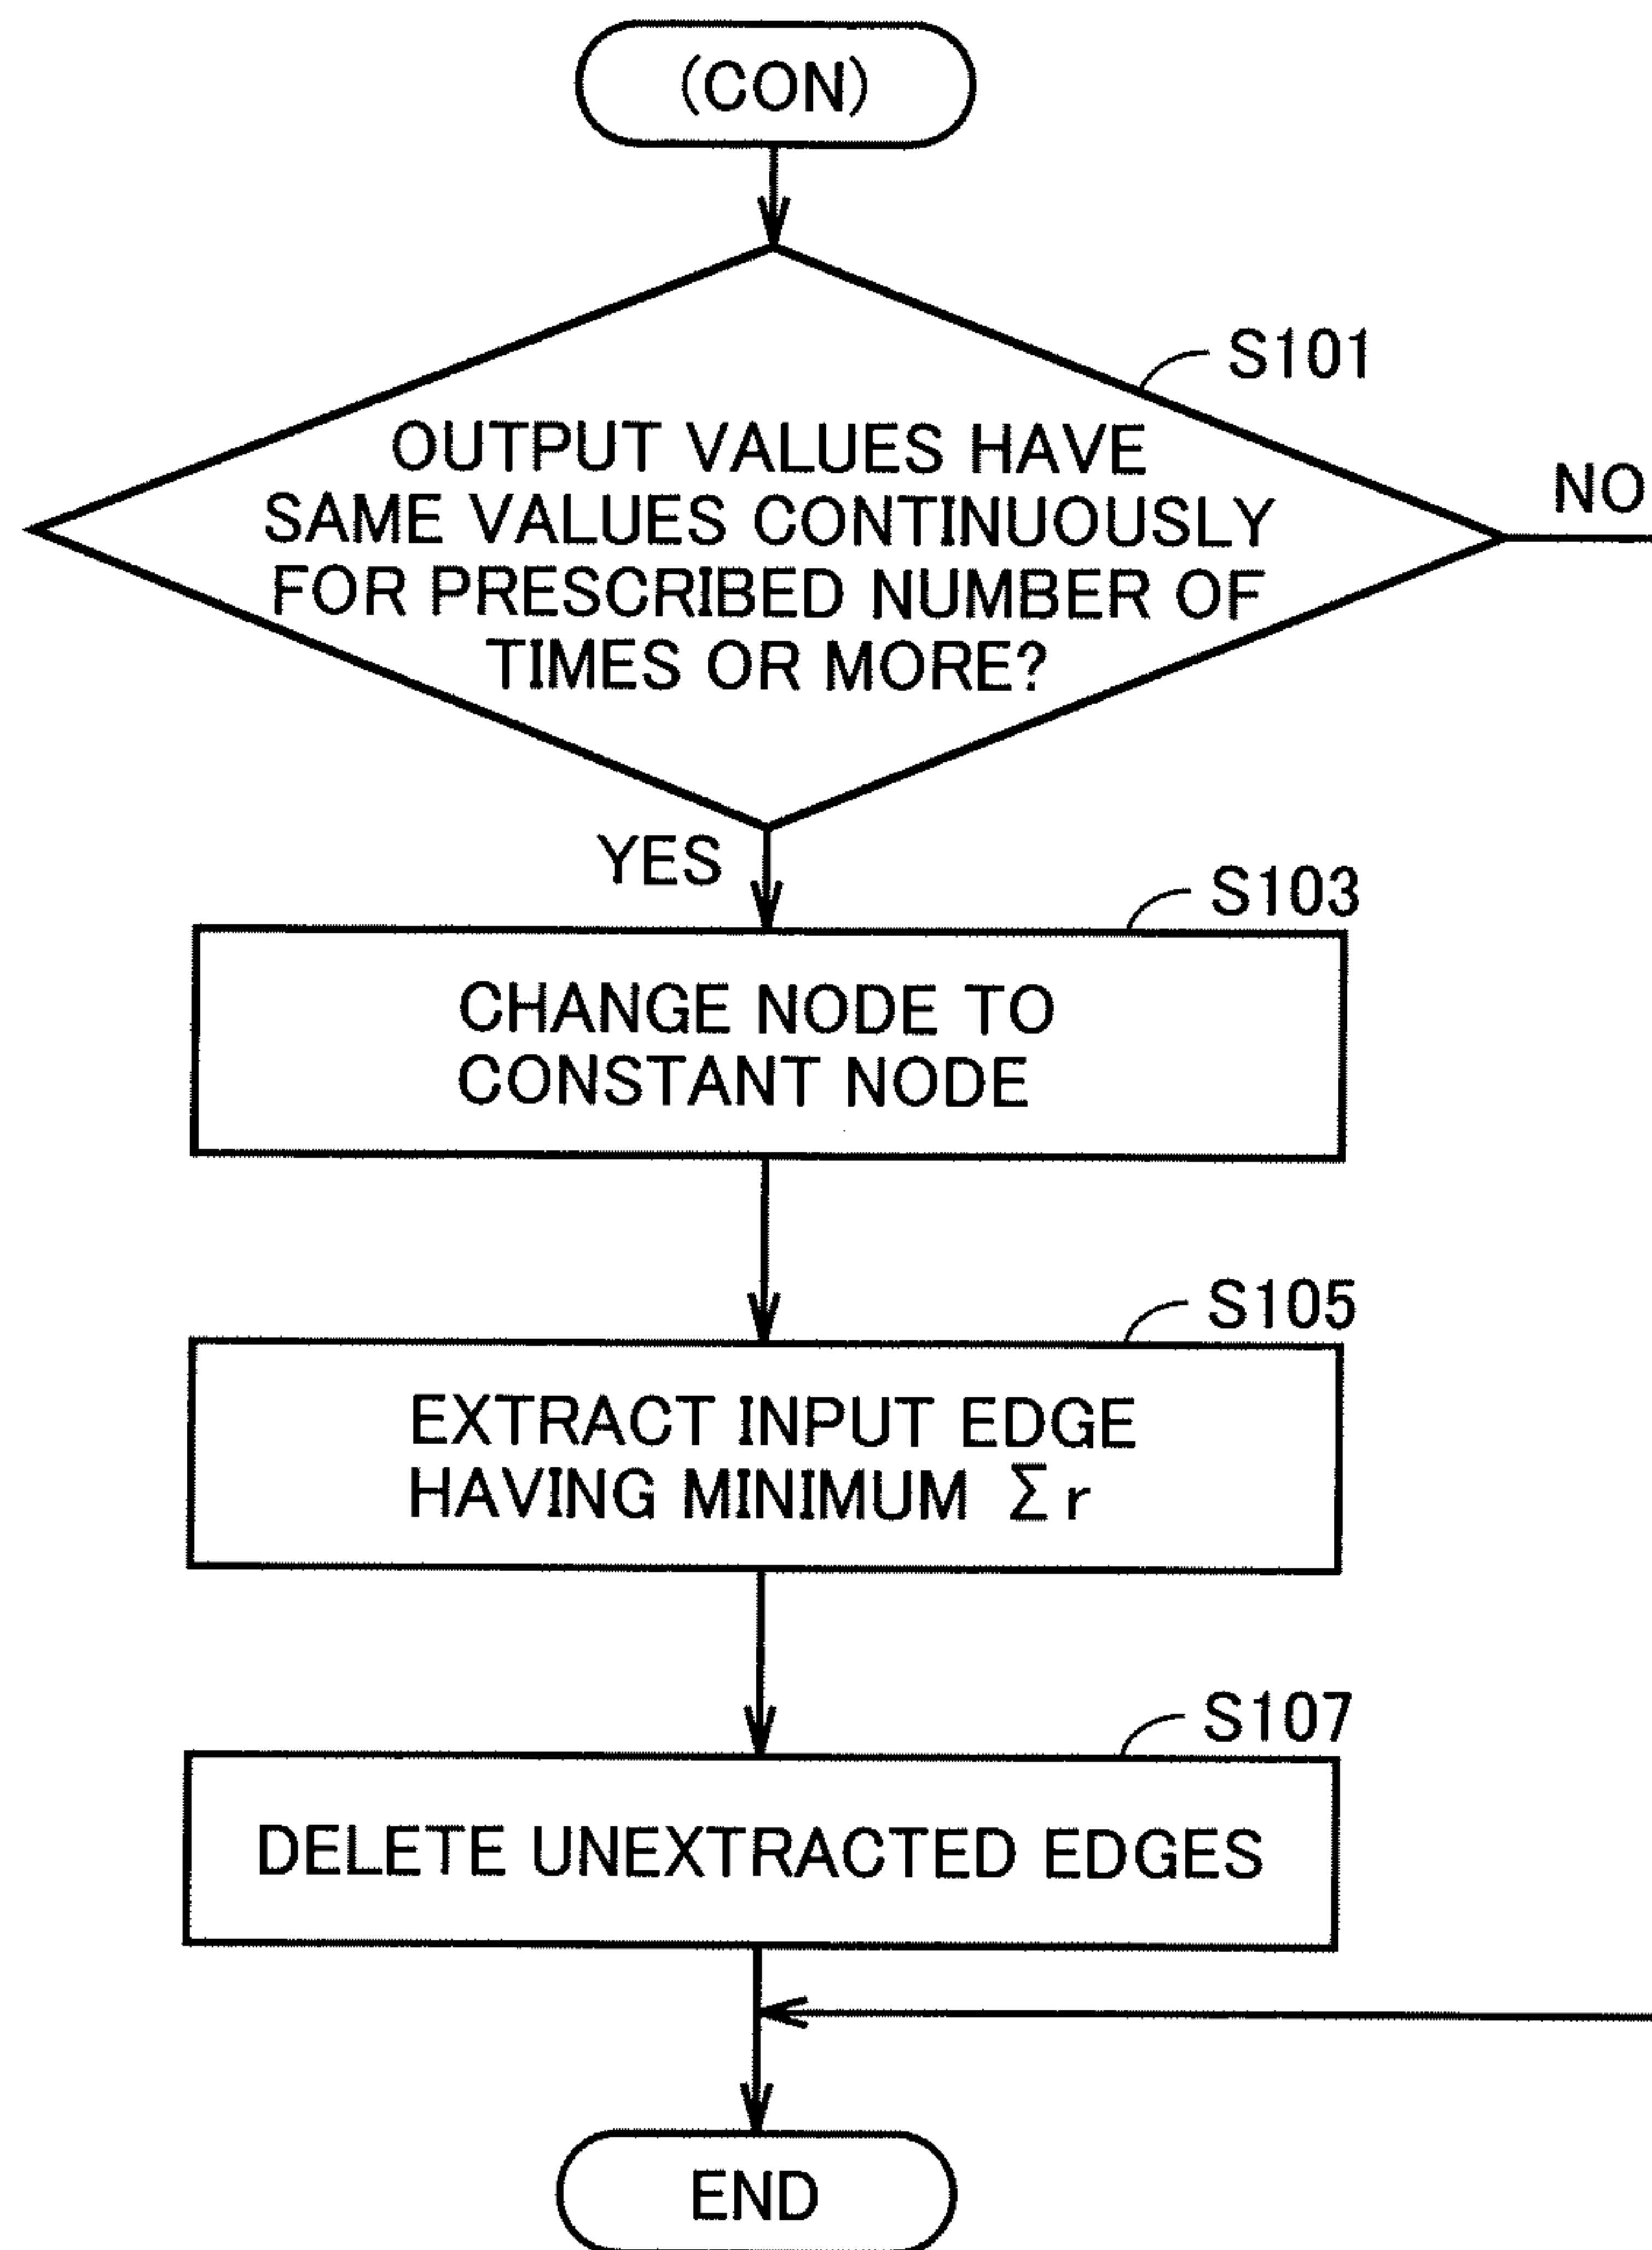 (CON)
S101
OUTPUT VALUES HAVE
SAME VALUES CONTINUOUSLY
FOR PRESCRIBED NUMBER OF
TIMES OR MORE?
NO
YES
S103
CHANGE NODE TO
CONSTANT NODE
S105
EXTRACT INPUT EDGE
HAVING MINIMUM Σr
S107
DELETE UNEXTRACTED EDGES
END